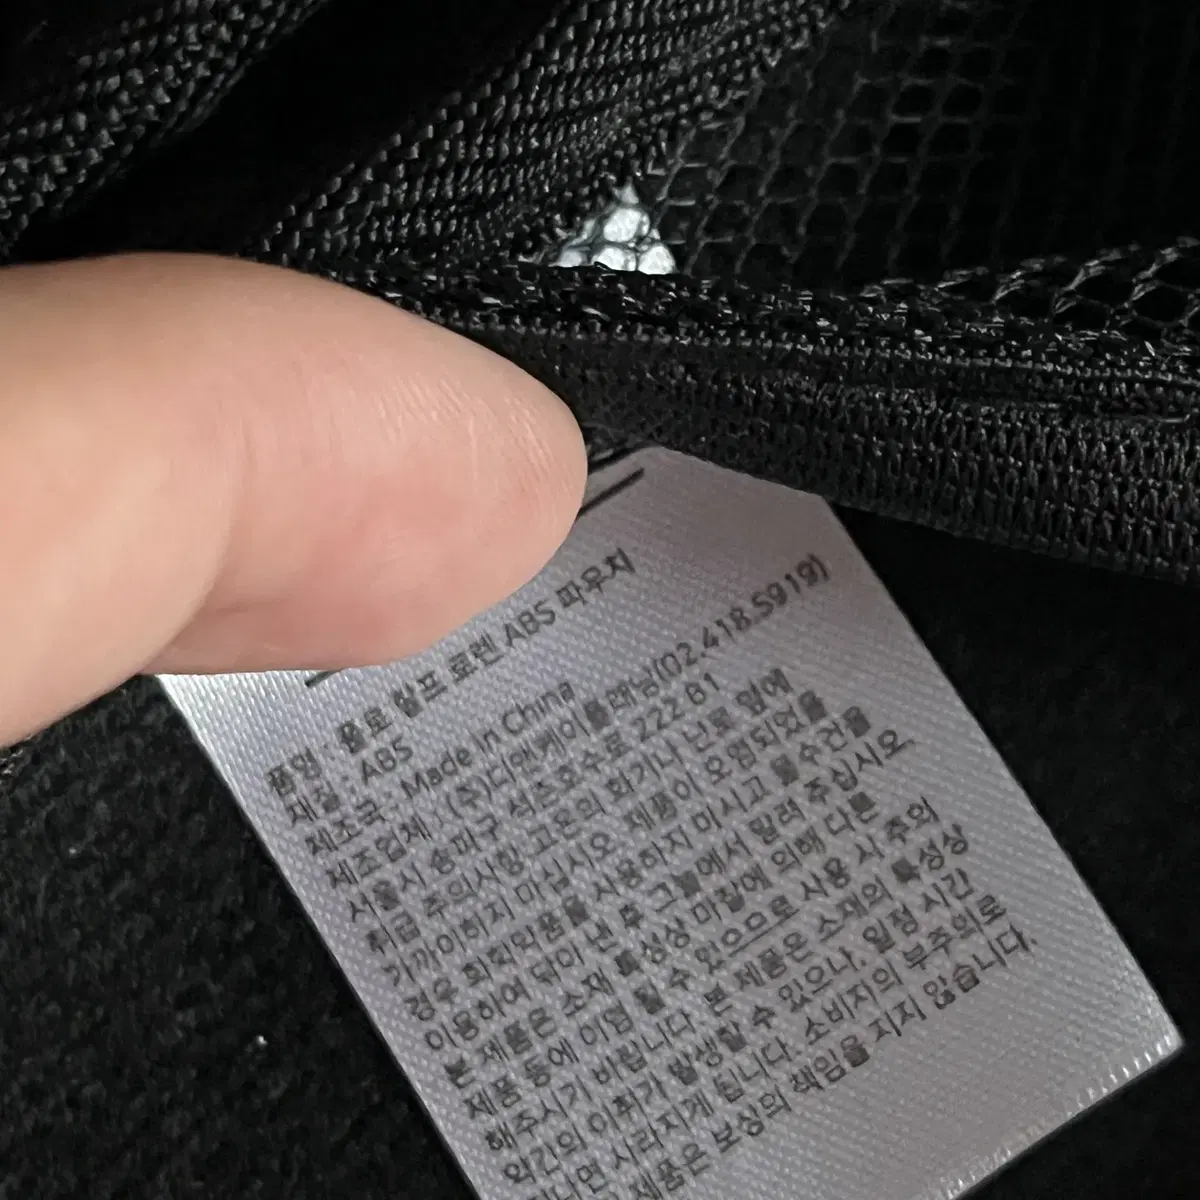 품명 : 욜로 쉘프 로렌 ABS 파우치
재질 : ABS
제조국 : Made In China
제조업체 : (주)디앤케이홀태남(02.418.5919)
서울시 송파구 석촌호수로 222 B1
취급 주의사항 고온의 화기나 난로 옆에
가까이하지 마십시오 제품이 오염되었을
경우 화학약품을 사용하지 마시고 물수건을
이용하여 닦아 낸 후 그늘에서 말려 주십시오.
본 제품은 소재 특성상 마찰에 의해 다른
제품 등에 이염 될 수 있으므로 사용 시 주의
해주시기 바랍니다. 본 제품은 소재의 특성상
약간의 이취가 발생할 수 있으나, 일정 시간
지나면 사라지게 됩니다. 소비자의 부주의로
제품은 보상의 책임을 지지 않습니다.